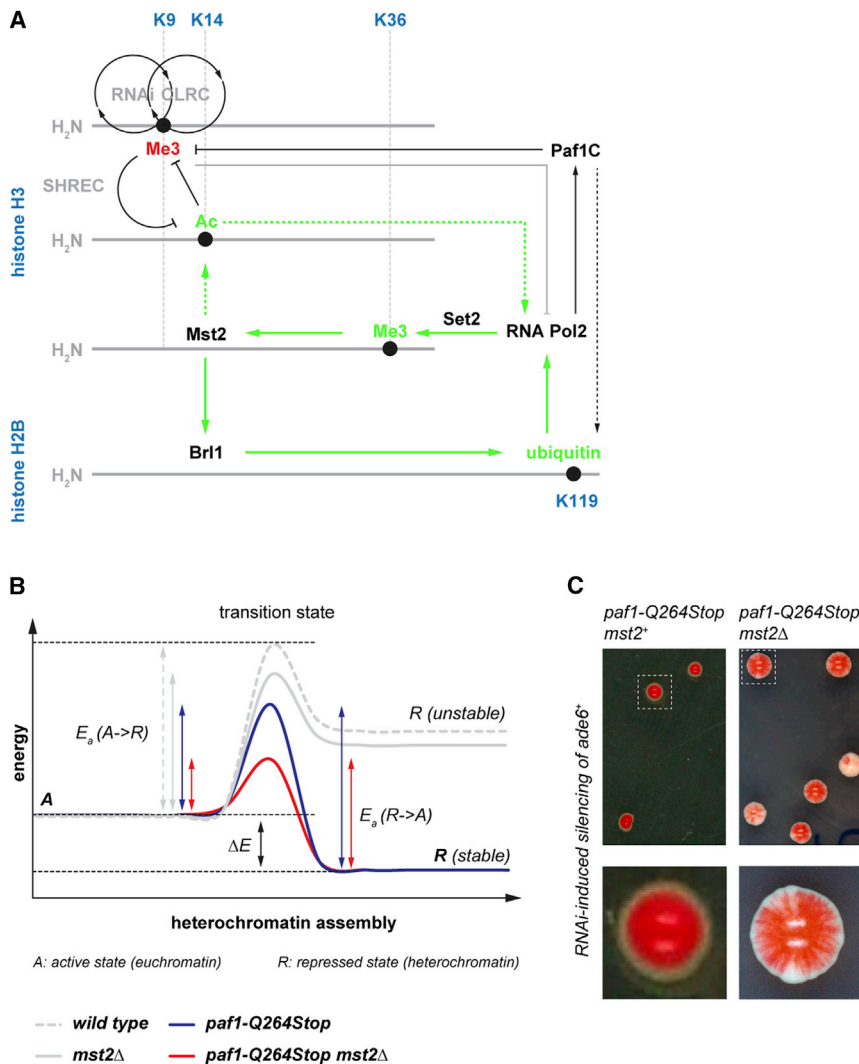 A
K9 K14 K36
RNAi CLRC
H2N
Me3
Paf1C
SHREC
histone H3
Ac
H2N
Set2
Mst2
Me3
RNA Pol2
H2N
histone H2B
Brl1
ubiquitin
H2N
K119
B
transition state
energy
Ea (A->R)
R (unstable)
A
Ea (R->A)
ΔE
R (stable)
heterochromatin assembly
A: active state (euchromatin) R: repressed state (heterochromatin)
wild type paf1-Q264Stop
mst2Δ paf1-Q264Stop mst2Δ
C
paf1-Q264Stop paf1-Q264Stop
mst2+ mst2Δ
RNAi-induced silencing of ade6+